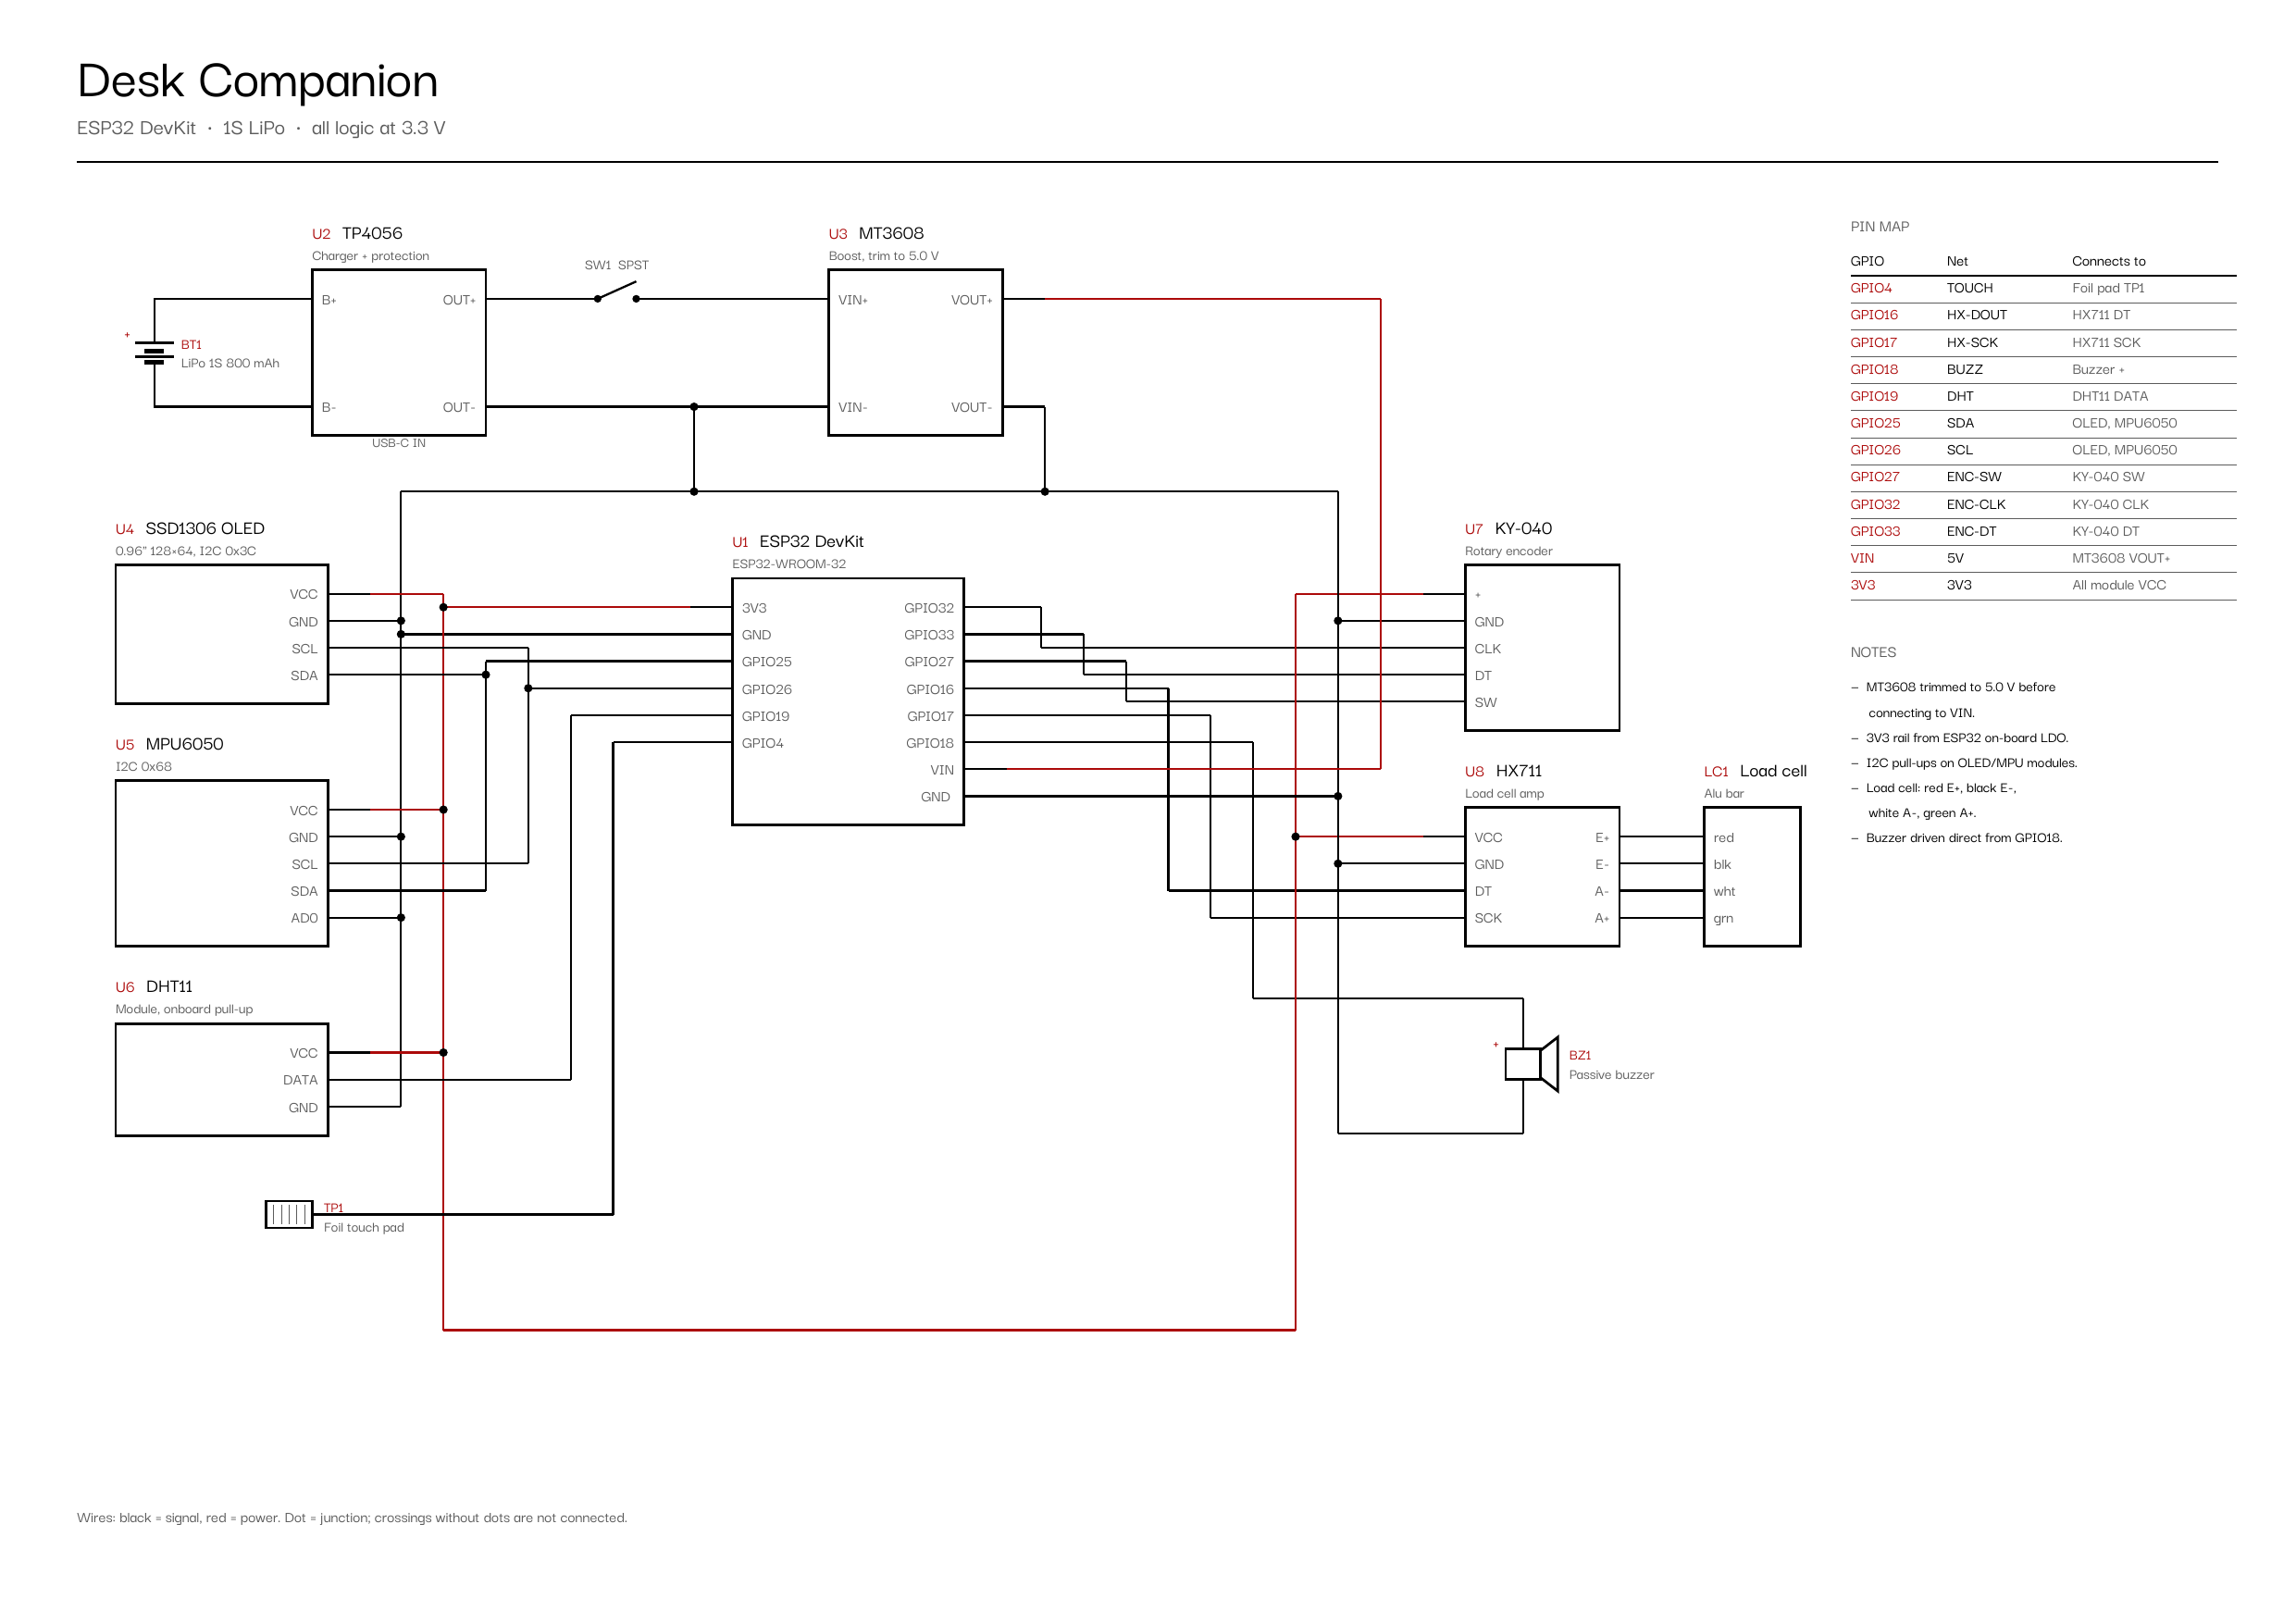 Desk Companion
ESP32 DevKit · 1S LiPo · all logic at 3.3 V
U2 TP4056
Charger + protection
B+
OUT+
B-
OUT-
USB-C IN
+
BT1
LiPo 1S 800 mAh
SW1 SPST
U3 MT3608
Boost, trim to 5.0 V
VIN+
VOUT+
VIN-
VOUT-
U4 SSD1306 OLED
0.96" 128×64, I2C 0x3C
VCC
GND
SCL
SDA
U5 MPU6050
I2C 0x68
VCC
GND
SCL
SDA
AD0
U6 DHT11
Module, onboard pull-up
VCC
DATA
GND
TP1
Foil touch pad
U1 ESP32 DevKit
ESP32-WROOM-32
3V3
GND
GPIO25
GPIO26
GPIO19
GPIO4
GPIO32
GPIO33
GPIO27
GPIO16
GPIO17
GPIO18
VIN
GND
U7 KY-040
Rotary encoder
+
GND
CLK
DT
SW
U8 HX711
Load cell amp
VCC
GND
DT
SCK
E+
E-
A-
A+
LC1 Load cell
Alu bar
red
blk
wht
grn
+
BZ1
Passive buzzer
PIN MAP
GPIO Net Connects to
GPIO4 TOUCH Foil pad TP1
GPIO16 HX-DOUT HX711 DT
GPIO17 HX-SCK HX711 SCK
GPIO18 BUZZ Buzzer +
GPIO19 DHT DHT11 DATA
GPIO25 SDA OLED, MPU6050
GPIO26 SCL OLED, MPU6050
GPIO27 ENC-SW KY-040 SW
GPIO32 ENC-CLK KY-040 CLK
GPIO33 ENC-DT KY-040 DT
VIN 5V MT3608 VOUT+
3V3 3V3 All module VCC
NOTES
– MT3608 trimmed to 5.0 V before
connecting to VIN.
– 3V3 rail from ESP32 on-board LDO.
– I2C pull-ups on OLED/MPU modules.
– Load cell: red E+, black E-,
white A-, green A+.
– Buzzer driven direct from GPIO18.
Wires: black = signal, red = power. Dot = junction; crossings without dots are not connected.